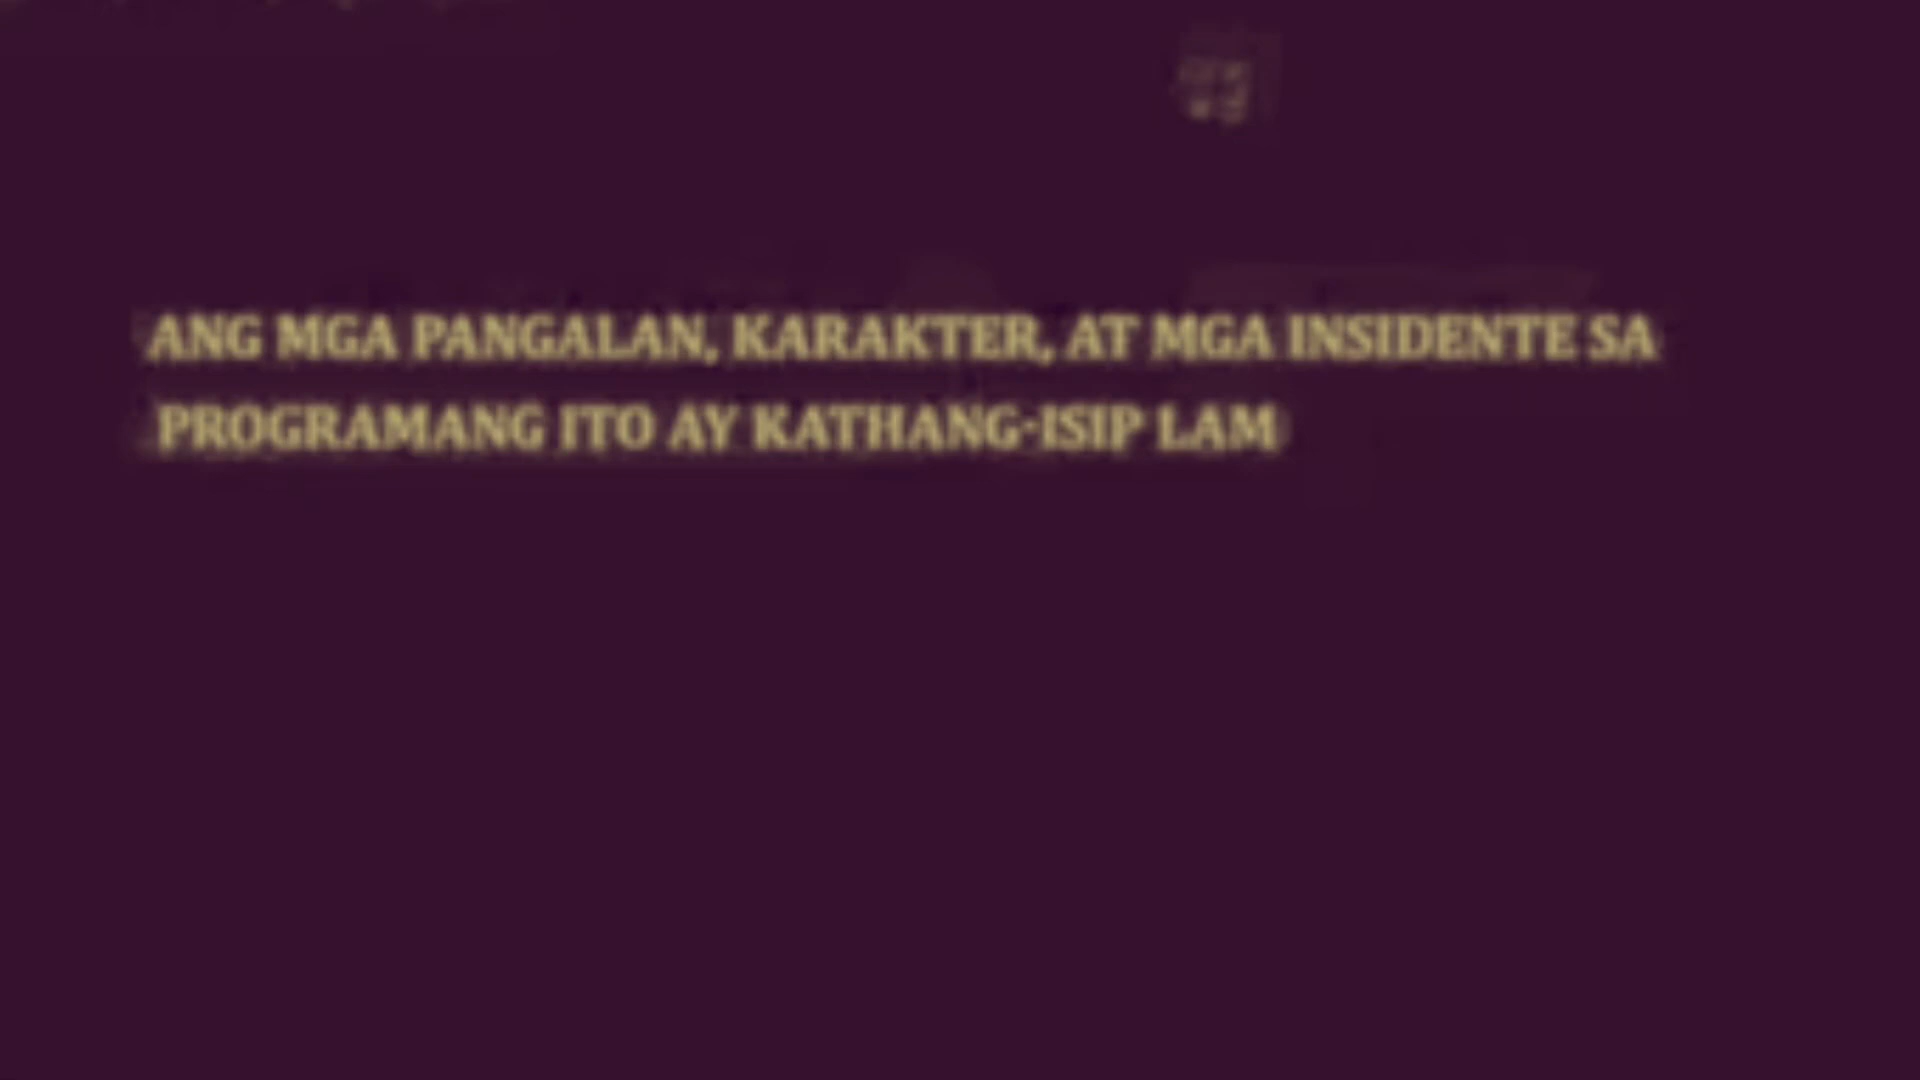 ANG MGA PANGALAN, KARAKTER, AT MGA INSIDENTE SA
PROGRAMANG ITO AY KATHANG-ISIP LAM